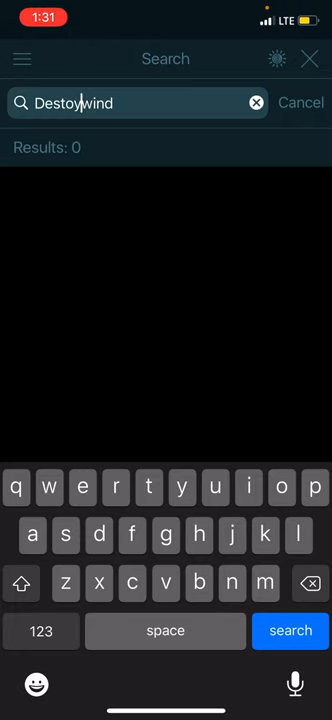 1:31
LTE
Search
Destoywind
Cancel
Results: 0
q w e r t y u i o p
a s d f g h j k l
z x c v b n m
123 space search